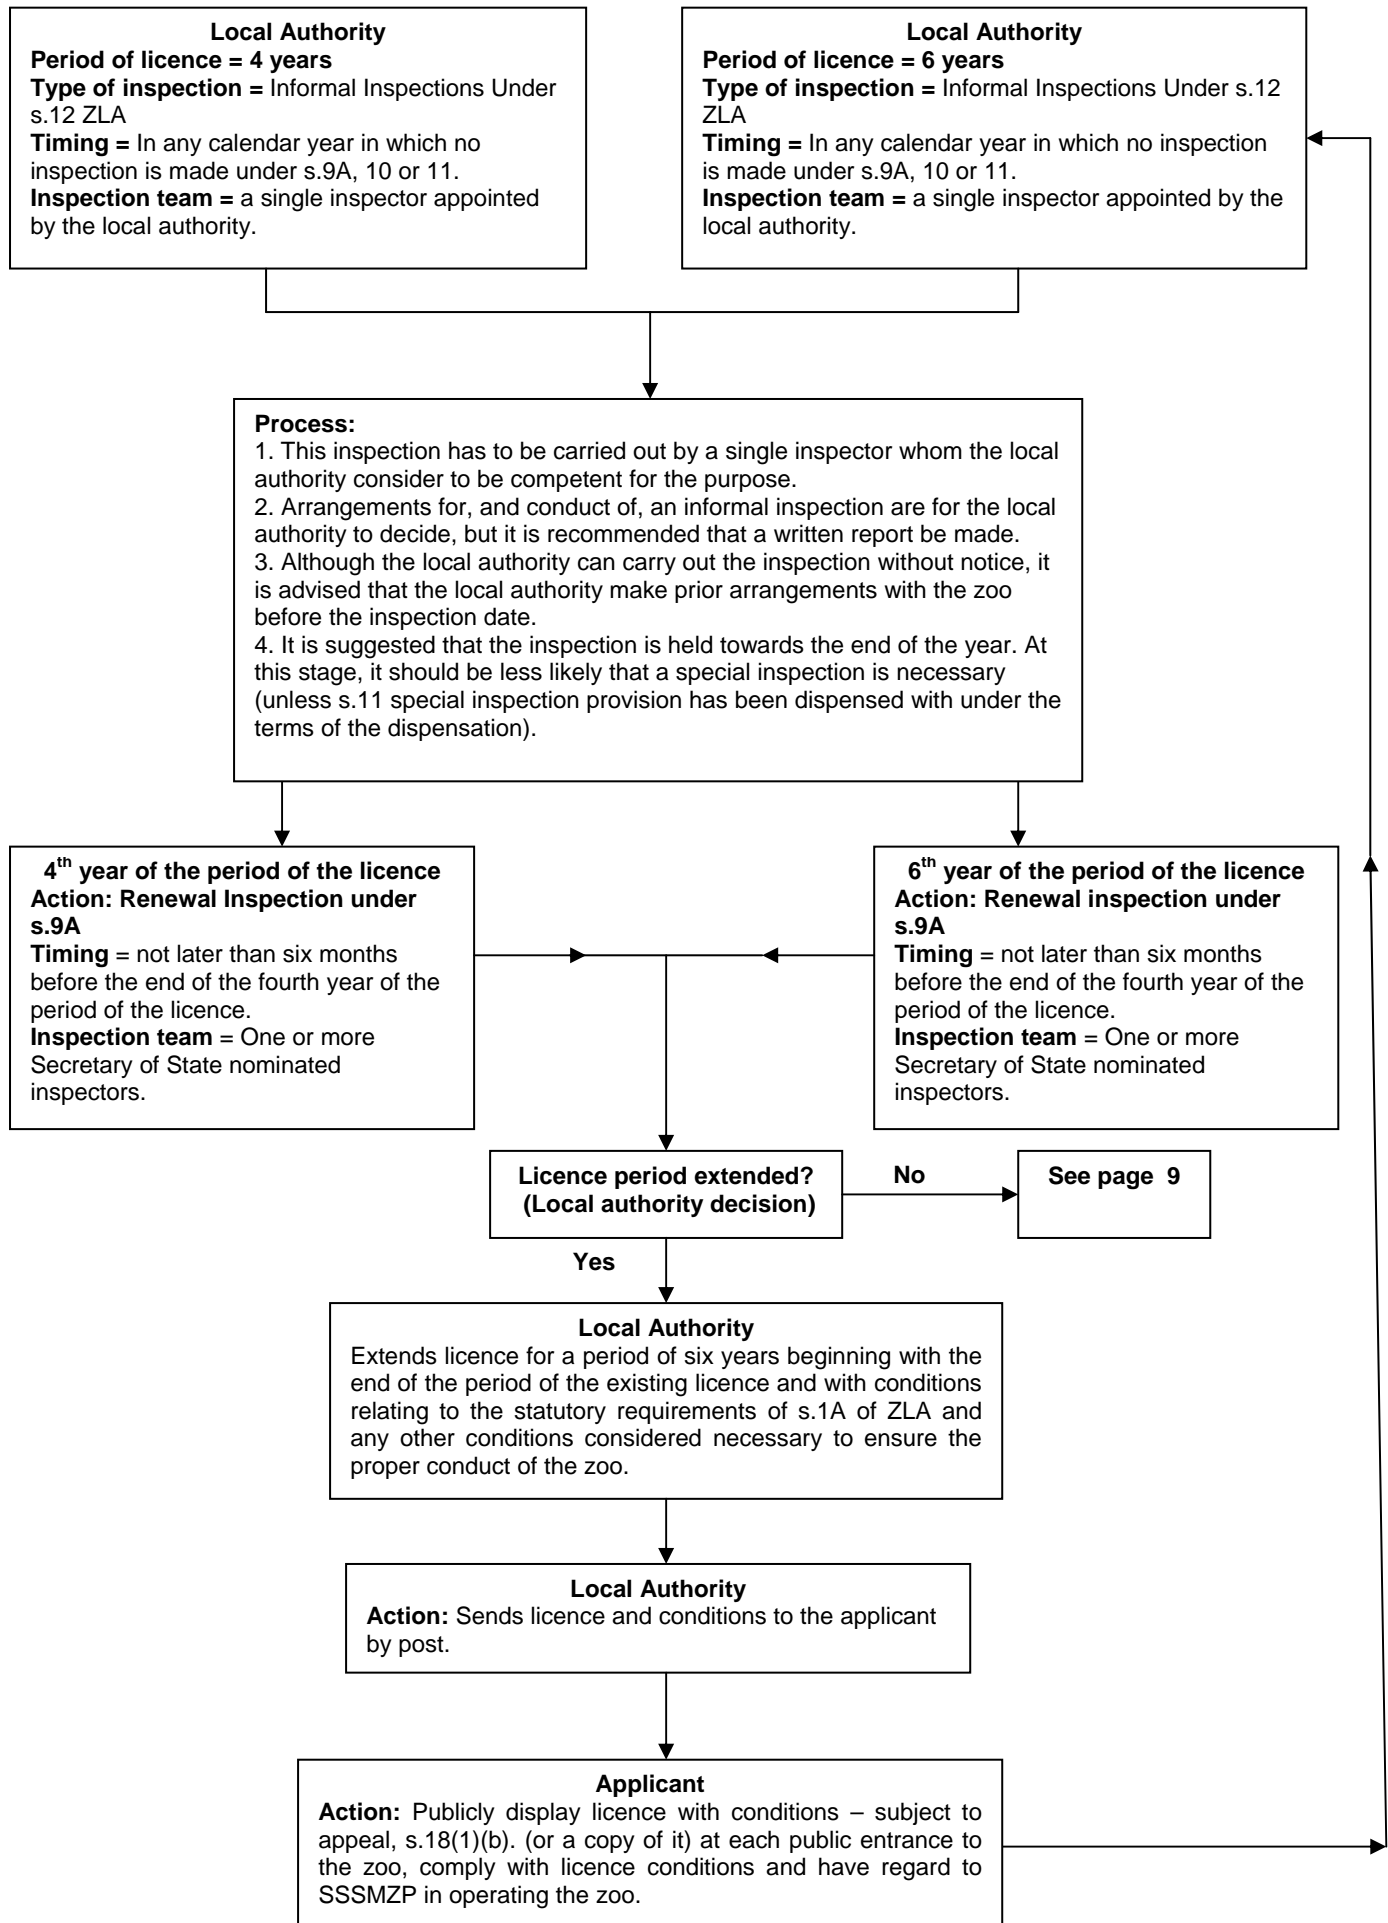 Local Authority
Period of licence = 4 years
Type of inspection = Informal Inspections Under
s.12 ZLA
Timing = In any calendar year in which no
inspection is made under s.9A, 10 or 11.
Inspection team = a single inspector appointed
by the local authority.
Local Authority
Period of licence = 6 years
Type of inspection = Informal Inspections Under s.12
ZLA
Timing = In any calendar year in which no inspection
is made under s.9A, 10 or 11.
Inspection team = a single inspector appointed by the
local authority.
Process:
1. This inspection has to be carried out by a single inspector whom the local
authority consider to be competent for the purpose.
2. Arrangements for, and conduct of, an informal inspection are for the local
authority to decide, but it is recommended that a written report be made.
3. Although the local authority can carry out the inspection without notice, it
is advised that the local authority make prior arrangements with the zoo
before the inspection date.
4. It is suggested that the inspection is held towards the end of the year. At
this stage, it should be less likely that a special inspection is necessary
(unless s.11 special inspection provision has been dispensed with under the
terms of the dispensation).
4th year of the period of the licence
Action: Renewal Inspection under
s.9A
Timing = not later than six months
before the end of the fourth year of the
period of the licence.
Inspection team = One or more
Secretary of State nominated
inspectors.
6th year of the period of the licence
Action: Renewal inspection under
s.9A
Timing = not later than six months
before the end of the fourth year of the
period of the licence.
Inspection team = One or more
Secretary of State nominated
inspectors.
Licence period extended?
(Local authority decision)
No
See page 9
Yes
Local Authority
Extends licence for a period of six years beginning with the
end of the period of the existing licence and with conditions
relating to the statutory requirements of s.1A of ZLA and
any other conditions considered necessary to ensure the
proper conduct of the zoo.
Local Authority
Action: Sends licence and conditions to the applicant
by post.
Applicant
Action: Publicly display licence with conditions – subject to
appeal, s.18(1)(b). (or a copy of it) at each public entrance to
the zoo, comply with licence conditions and have regard to
SSSMZP in operating the zoo.